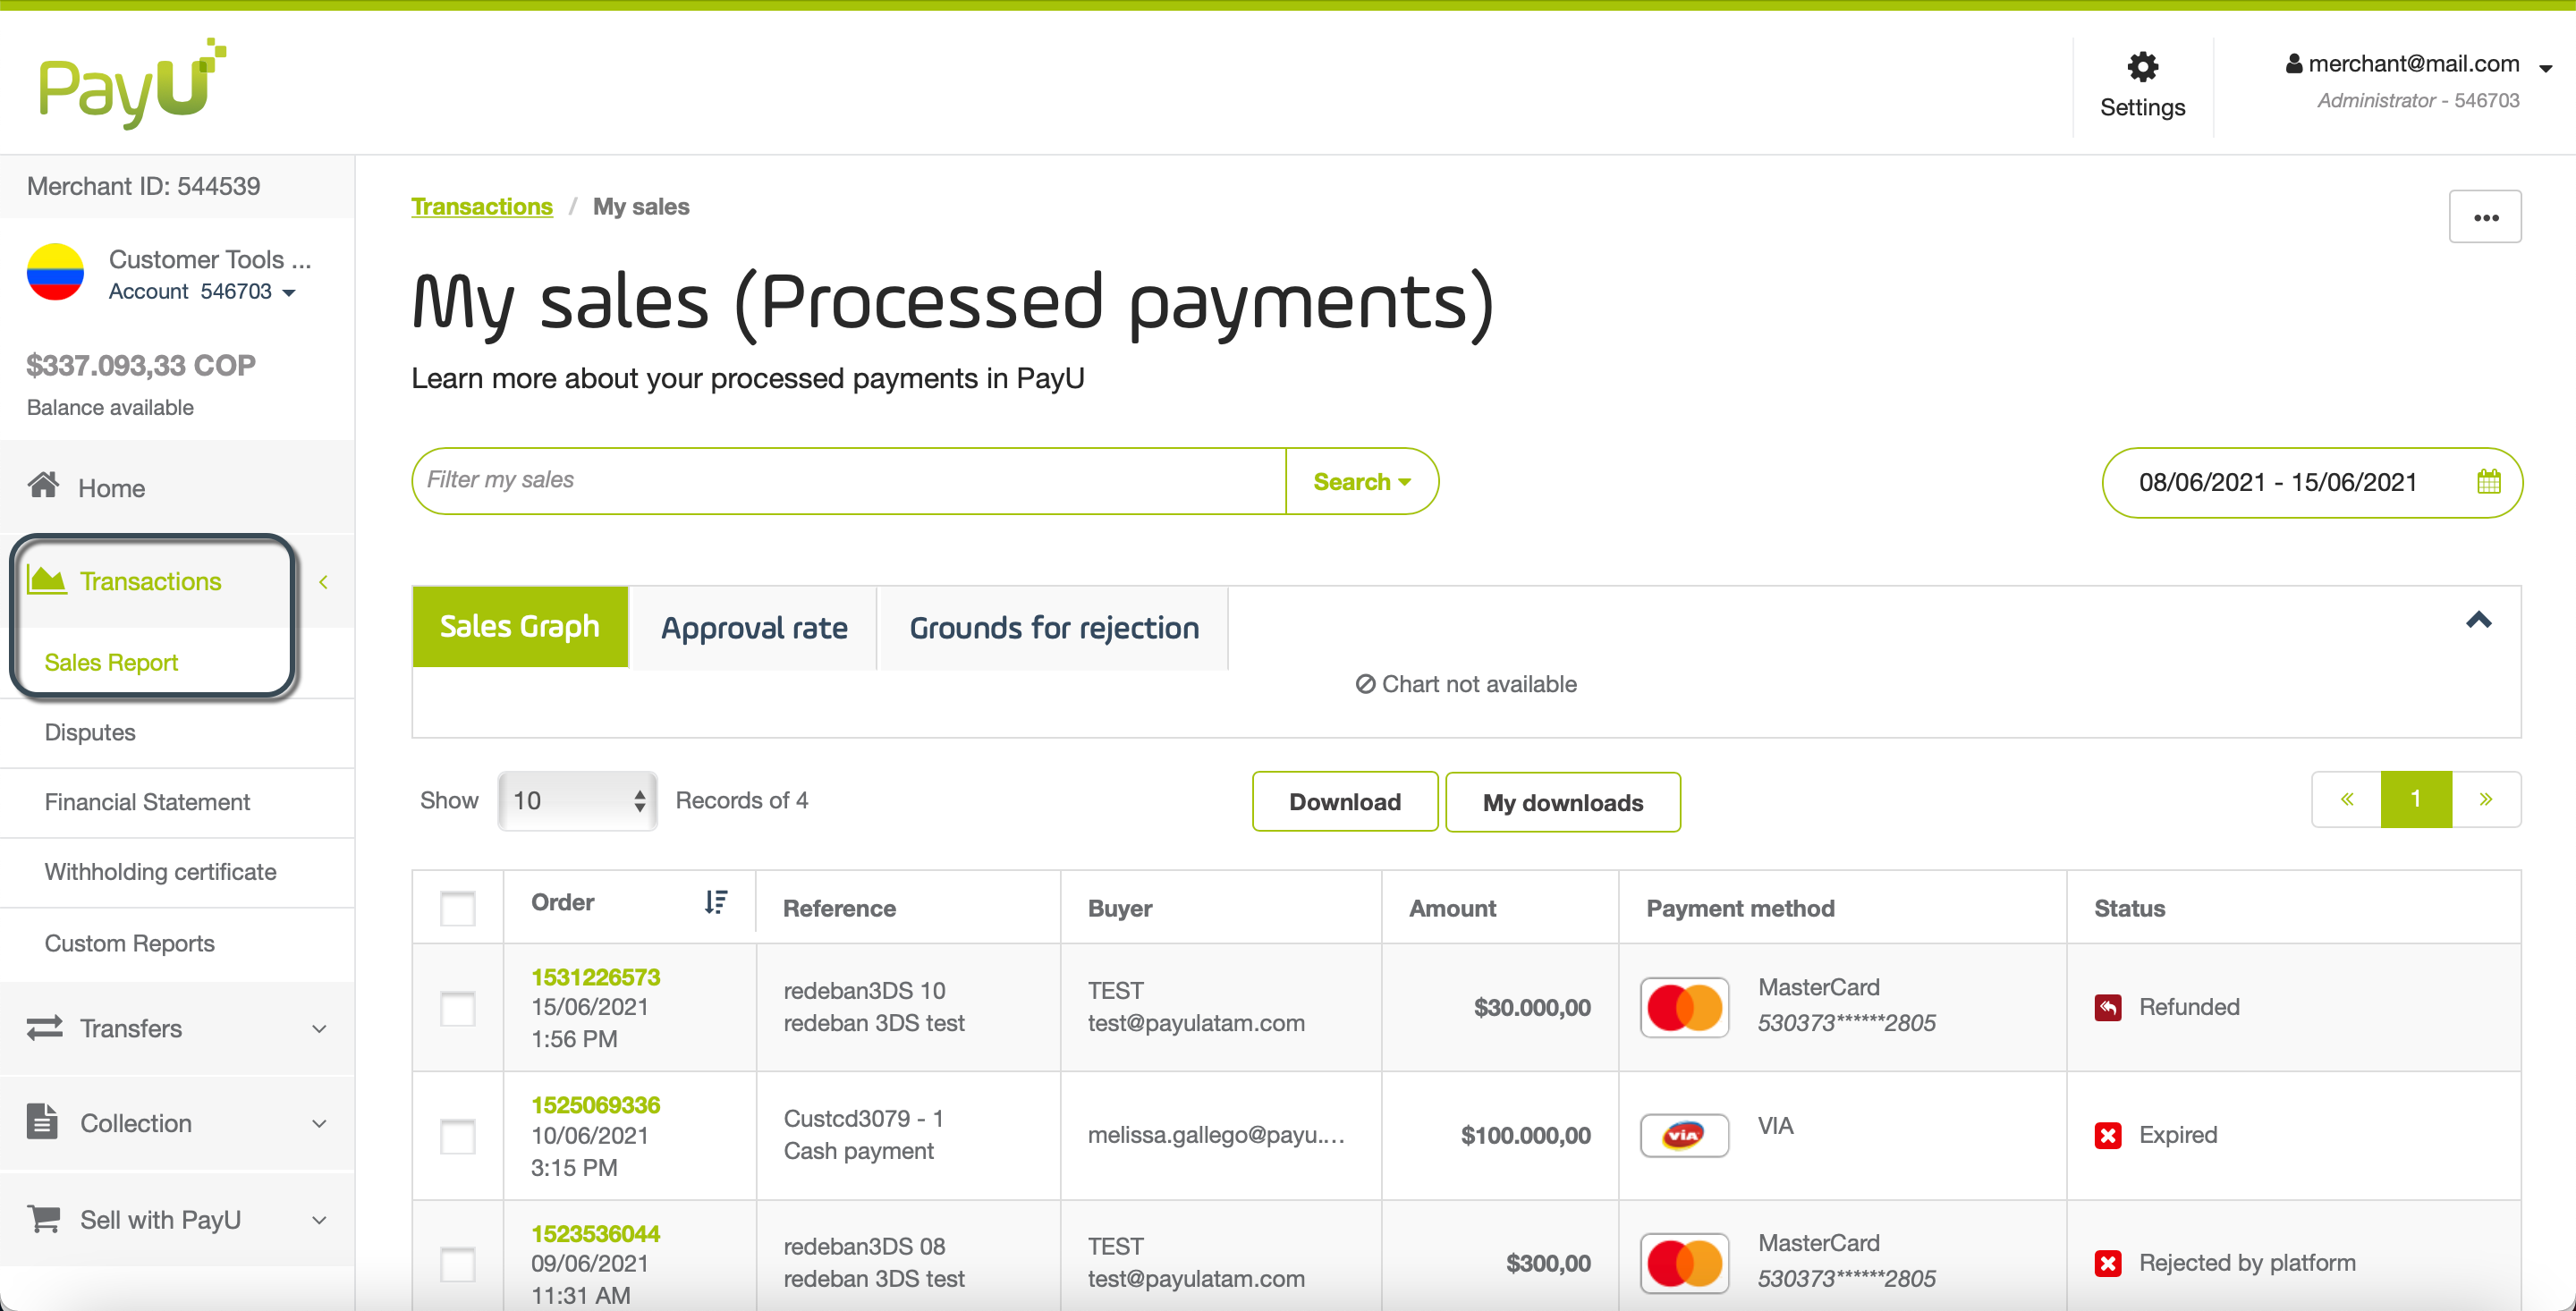 PayU
Settings
merchant@mail.com
Administrator - 546703
Merchant ID: 544539
Customer Tools ...
Account 546703
$337.093,33 COP
Balance available
Home
Transactions
Sales Report
Disputes
Financial Statement
Withholding certificate
Custom Reports
Transfers
Collection
Sell with PayU
Transactions / My sales
...
My sales (Processed payments)
Learn more about your processed payments in PayU
Filter my sales
Search
08/06/2021 - 15/06/2021
Sales Graph
Approval rate
Grounds for rejection
Chart not available
Show 10 Records of 4
Download
My downloads
« 1 »
Order
Reference
Buyer
Amount
Payment method
Status
1531226573
15/06/2021
1:56 PM
redeban3DS 10
redeban 3DS test
TEST
test@payulatam.com
$30.000,00
MasterCard
530373******2805
Refunded
1525069336
10/06/2021
3:15 PM
Custcd3079 - 1
Cash payment
melissa.gallego@payu....
$100.000,00
VIA
VIA
Expired
1523536044
09/06/2021
11:31 AM
redeban3DS 08
redeban 3DS test
TEST
test@payulatam.com
$300,00
MasterCard
530373******2805
Rejected by platform